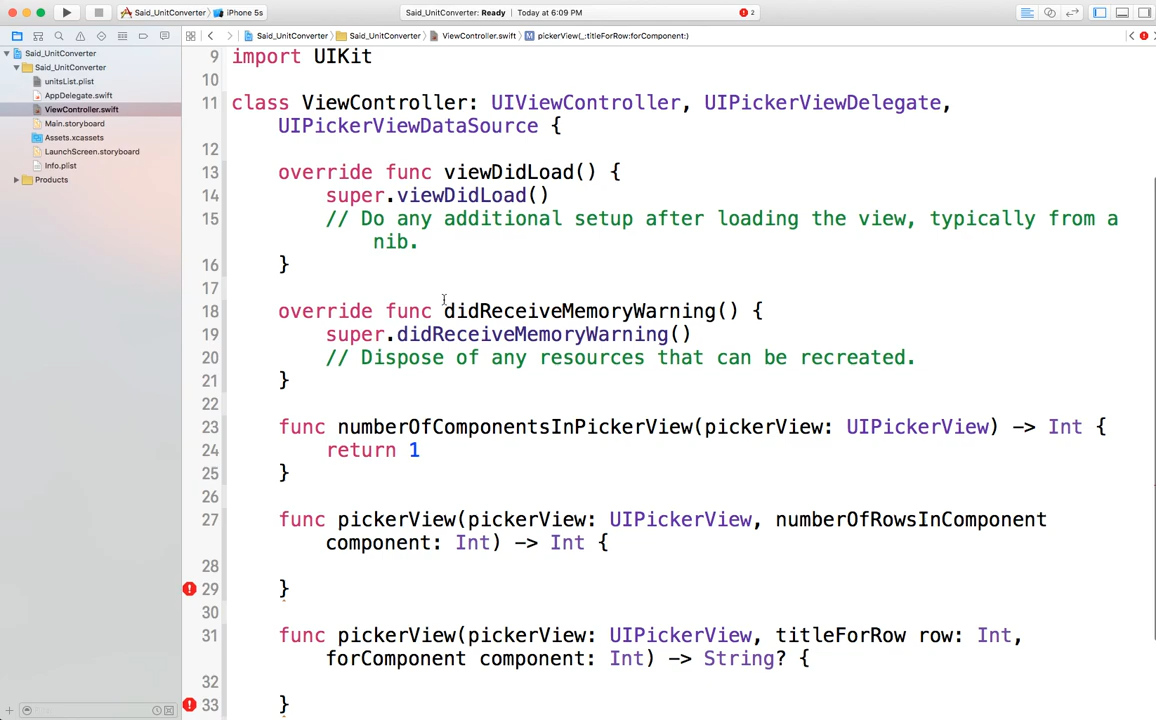 Said_UnitConverter
iPhone 5s
Said_UnitConverter: Ready | Today at 6:09 PM
2
Said_UnitConverter
Said_UnitConverter
ViewController.swift
M pickerView(_:titleForRow:forComponent:)
Said_UnitConverter
Said_UnitConverter
unitsList.plist
AppDelegate.swift
ViewController.swift
Main.storyboard
Assets.xcassets
LaunchScreen.storyboard
Info.plist
Products
9 import UIKit
10
11 class ViewController: UIViewController, UIPickerViewDelegate,
UIPickerViewDataSource {
12
13 override func viewDidLoad() {
14 super.viewDidLoad()
15 // Do any additional setup after loading the view, typically from a
nib.
16 }
17
18 override func didReceiveMemoryWarning() {
19 super.didReceiveMemoryWarning()
20 // Dispose of any resources that can be recreated.
21 }
22
23 func numberOfComponentsInPickerView(pickerView: UIPickerView) -> Int {
24 return 1
25 }
26
27 func pickerView(pickerView: UIPickerView, numberOfRowsInComponent
component: Int) -> Int {
28
29 }
30
31 func pickerView(pickerView: UIPickerView, titleForRow row: Int,
forComponent component: Int) -> String? {
32
33 }